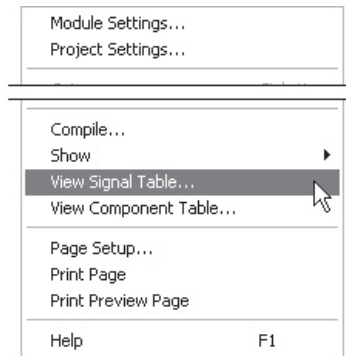 Module Settings...
Project Settings...
Compile...
Show
View Signal Table...
View Component Table...
Page Setup...
Print Page
Print Preview Page
Help F1